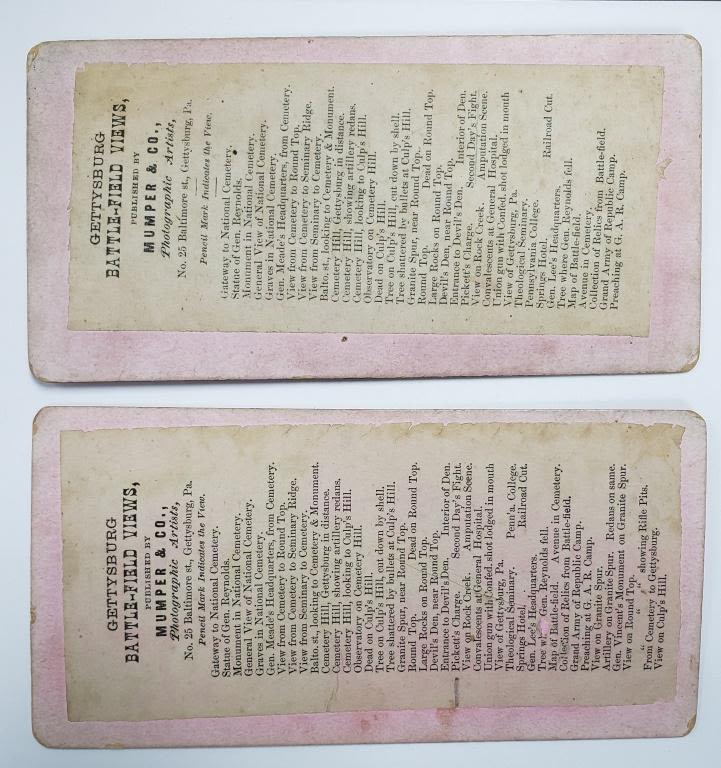 GETTYSBURG
BATTLE-FIELD VIEWS,
PUBLISHED BY
MUMPER & CO.,
Photographic Artists,
No. 25 Baltimore st., Gettysburg, Pa.
Pencil Mark Indicates the View.
Gateway to National Cemetery.
Statue of Gen. Reynolds.
Monument in National Cemetery.
General View of National Cemetery.
Graves in National Cemetery.
Gen. Meade's Headquarters, from Cemetery.
View from Cemetery to Round Top.
View from Cemetery to Seminary Ridge.
View from Seminary to Cemetery.
Balto. st., looking to Cemetery & Monument.
Cemetery Hill, Gettysburg in distance.
Cemetery Hill, showing artillery redans.
Cemetery Hill, looking to Culp's Hill.
Observatory on Cemetery Hill.
Dead on Culp's Hill.
Tree on Culp's Hill, cut down by shell.
Tree shattered by bullets at Culp's Hill.
Granite Spur, near Round Top.
Round Top. Dead on Round Top.
Large Rocks on Round Top.
Devil's Den, near Round Top.
Entrance to Devil's Den. Interior of Den.
Pickett's Charge. Second Day's Fight.
View on Rock Creek. Amputation Scene.
Convalescents at General Hospital.
Union gun with Confed. shot lodged in mouth
View of Gettysburg, Pa.
Theological Seminary.
Pennsylvania College.
Springs Hotel. Railroad Cut.
Gen. Lee's Headquarters.
Tree where Gen. Reynolds fell.
Map of Battle-field.
Avenue in Cemetery.
Collection of Relics from Battle-field.
Grand Army of Republic Camp.
Preaching at G. A. R. Camp.
GETTYSBURG
BATTLE-FIELD VIEWS,
PUBLISHED BY
MUMPER & CO.,
Photographic Artists,
No. 25 Baltimore st., Gettysburg, Pa.
Pencil Mark Indicates the View.
Gateway to National Cemetery.
Statue of Gen. Reynolds.
Monument in National Cemetery.
General View of National Cemetery.
Graves in National Cemetery.
Gen. Meade's Headquarters, from Cemetery.
View from Cemetery to Round Top.
View from Cemetery to Seminary Ridge.
View from Seminary to Cemetery.
Balto. st., looking to Cemetery & Monument.
Cemetery Hill, Gettysburg in distance.
Cemetery Hill, showing artillery redans.
Cemetery Hill, looking to Culp's Hill.
Observatory on Cemetery Hill.
Dead on Culp's Hill.
Tree on Culp's Hill, cut down by shell.
Tree shattered by bullets at Culp's Hill.
Granite Spur, near Round Top.
Round Top. Dead on Round Top.
Large Rocks on Round Top.
Devil's Den, near Round Top.
Entrance to Devil's Den. Interior of Den.
Pickett's Charge. Second Day's Fight.
View on Rock Creek. Amputation Scene.
Convalescents at General Hospital.
Union gun with Confed shot lodged in mouth
View of Gettysburg, Pa.
Theological Seminary. Penn'a. College.
Springs Hotel, Railroad Cut.
Gen. Lee's Headquarters.
Tree Gen. Reynolds fell.
Map of Battle-field. Avenue in Cemetery.
Collection of Relics from Battle-field.
Grand Army of Republic Camp.
Preaching at G. A. R. Camp.
View on Granite Spur.
Artillery on Granite Spur. Redans on same.
Gen. Vincent's Monument on Granite Spur.
View on Round Top.
" " " showing Rifle Pits.
From Cemetery to Gettysburg.
View on Culp's Hill.